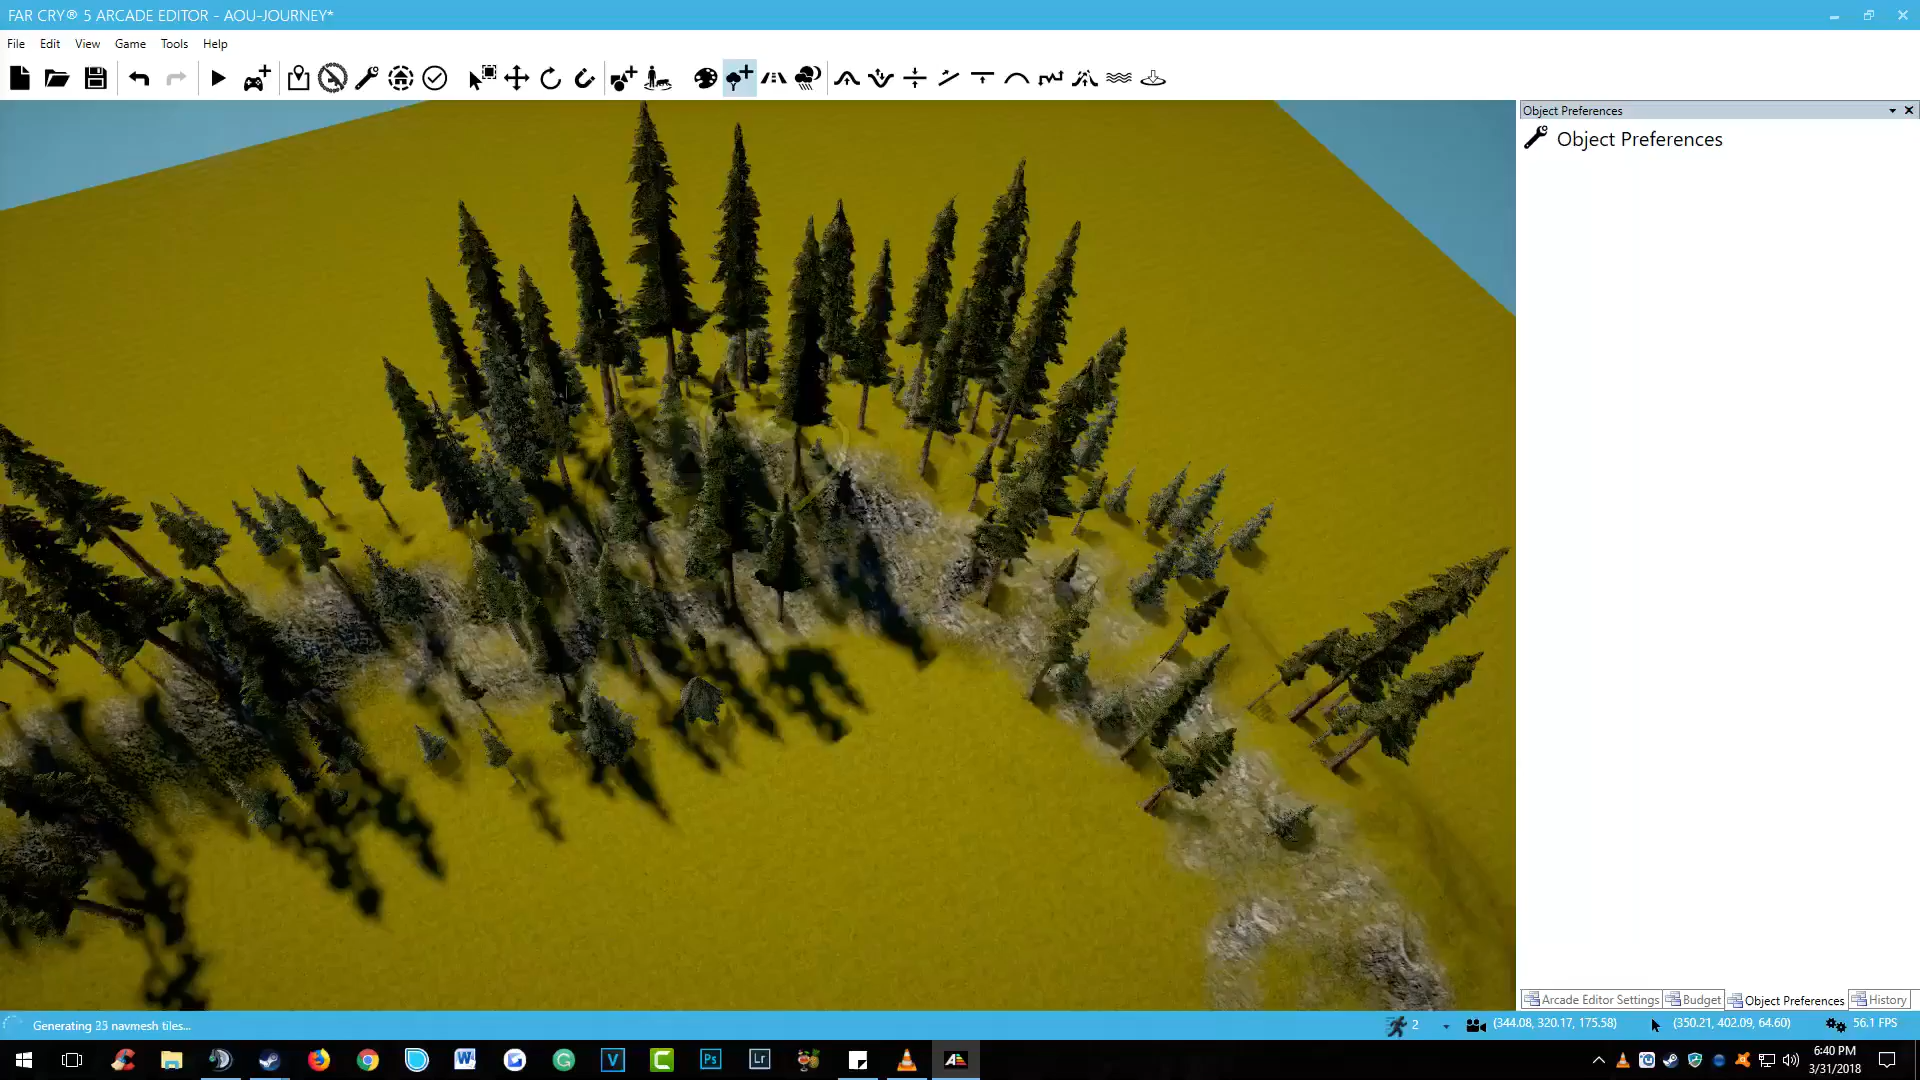 FAR CRY® 5 ARCADE EDITOR - AOU-JOURNEY*
File Edit View Game Tools Help
Object Preferences
Object Preferences
Arcade Editor Settings Budget Object Preferences History
Generating 23 navmesh tiles...
2 (344.08, 320.17, 175.58) (350.21, 402.09, 64.60) 56.1 FPS
W G V C Ps Lr
6:40 PM
3/31/2018